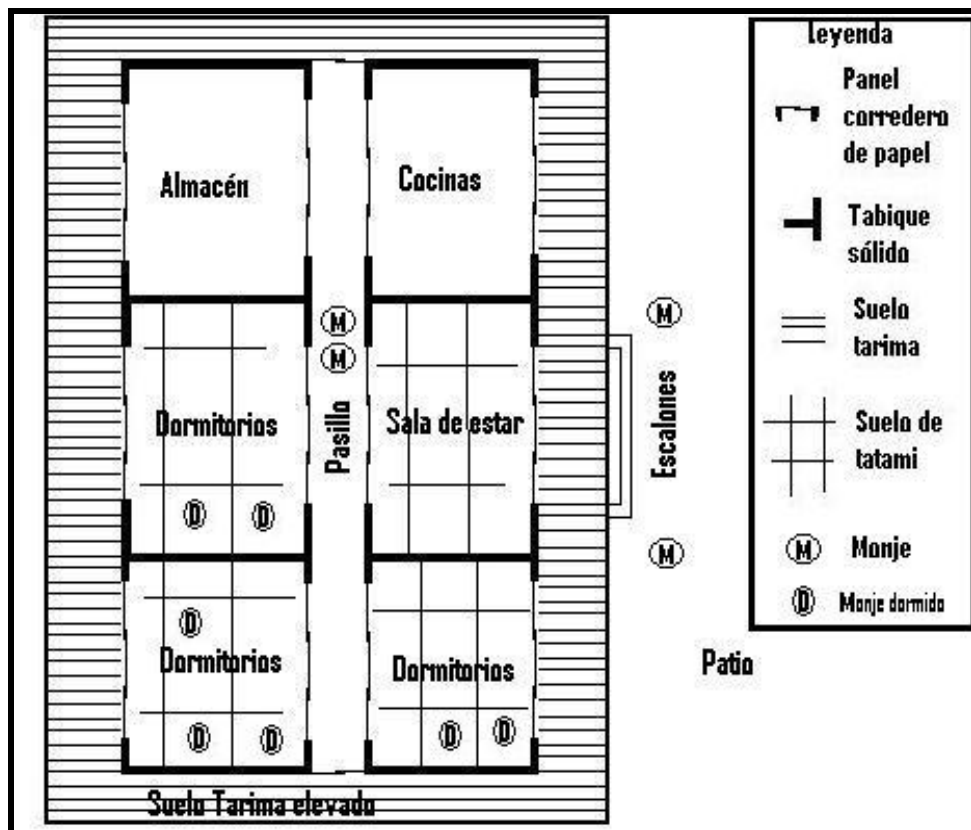 Almacén
Cocinas
M
M
Dormitorios
Pasillo
Sala de estar
D
D
D
Dormitorios
D
D
Dormitorios
D
D
Suelo Tarima elevado
M
Escalones
M
Patio
Leyenda
Panel
corredero
de papel
Tabique
sólido
Suelo
tarima
Suelo de
tatami
M
Monje
D
Monje dormido